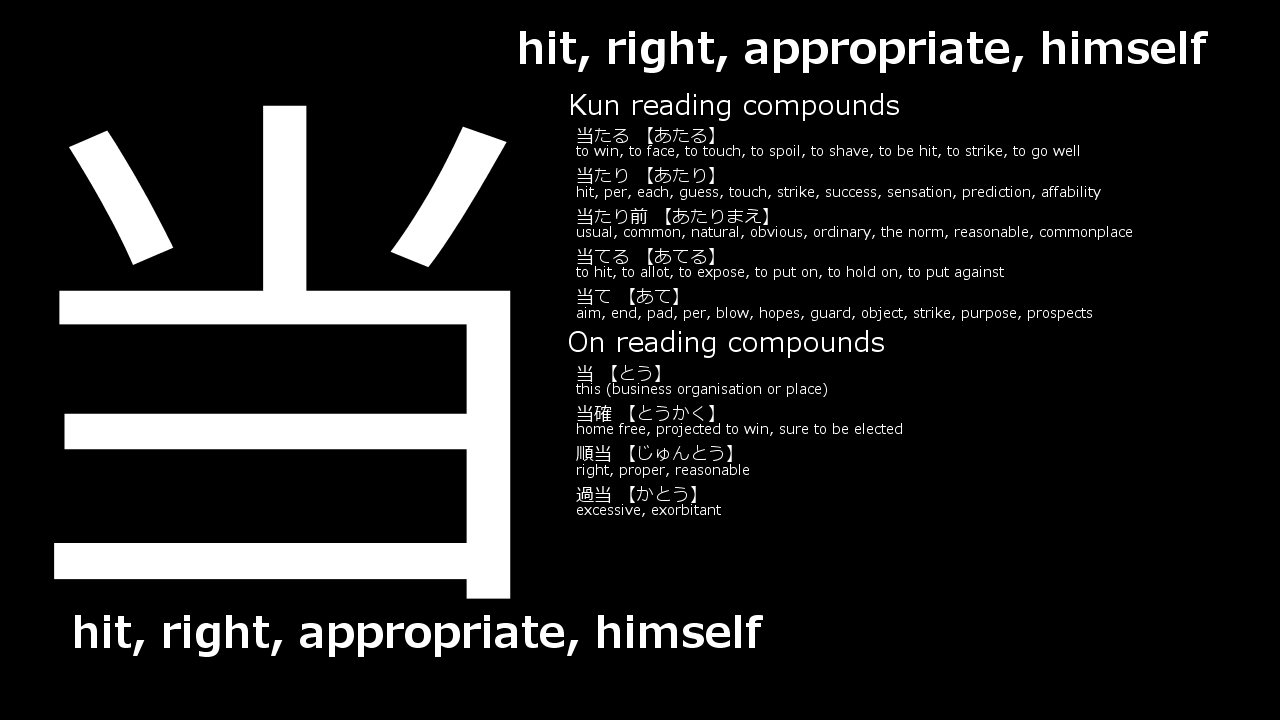 hit, right, appropriate, himself
当
Kun reading compounds
当たる 【あたる】
to win, to face, to touch, to spoil, to shave, to be hit, to strike, to go well
当たり 【あたり】
hit, per, each, guess, touch, strike, success, sensation, prediction, affability
当たり前 【あたりまえ】
usual, common, natural, obvious, ordinary, the norm, reasonable, commonplace
当てる 【あてる】
to hit, to allot, to expose, to put on, to hold on, to put against
当て 【あて】
aim, end, pad, per, blow, hopes, guard, object, strike, purpose, prospects
On reading compounds
当 【とう】
this (business organisation or place)
当確 【とうかく】
home free, projected to win, sure to be elected
順当 【じゅんとう】
right, proper, reasonable
過当 【かとう】
excessive, exorbitant
hit, right, appropriate, himself